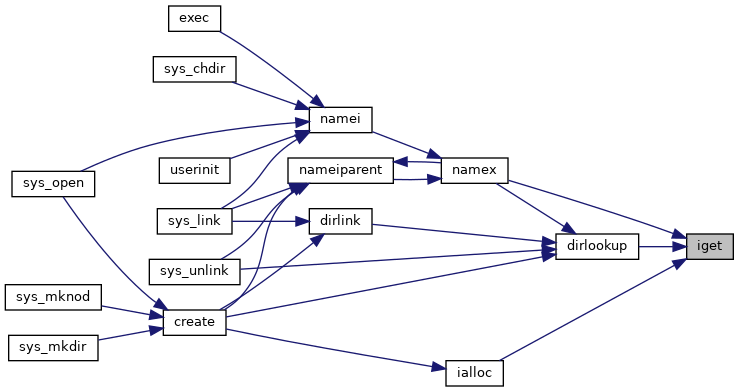 exec
sys_chdir
namei
userinit
nameiparent
namex
sys_open
sys_link
dirlink
dirlookup
iget
sys_unlink
sys_mknod
create
sys_mkdir
ialloc